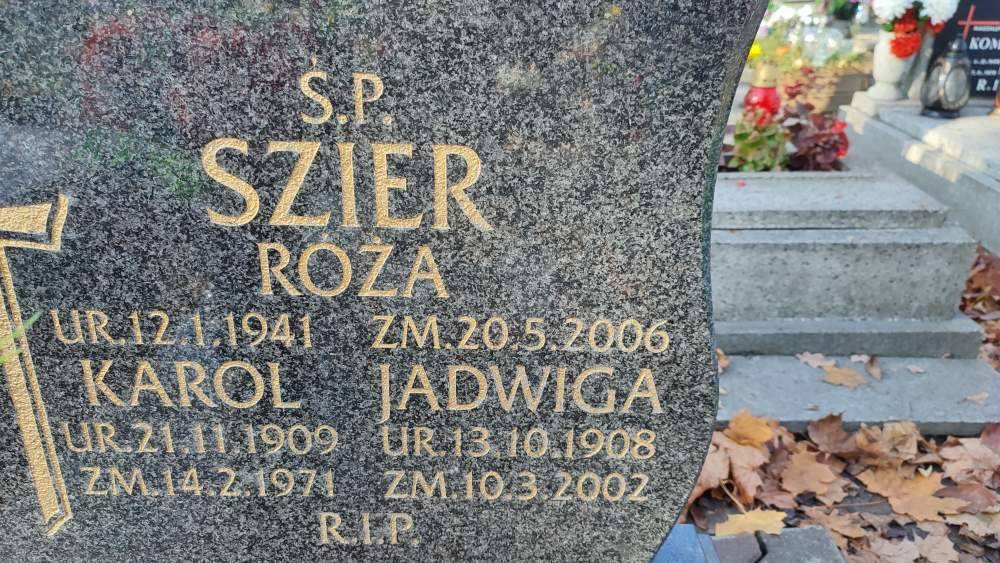 Ś.P.
SZIER
ROŻA
UR.12.1.1941 ZM.20.5.2006
KAROL JADWIGA
UR.21.11.1909 UR.13.10.1908
ZM.14.2.1971 ZM.10.3.2002
R.I.P.